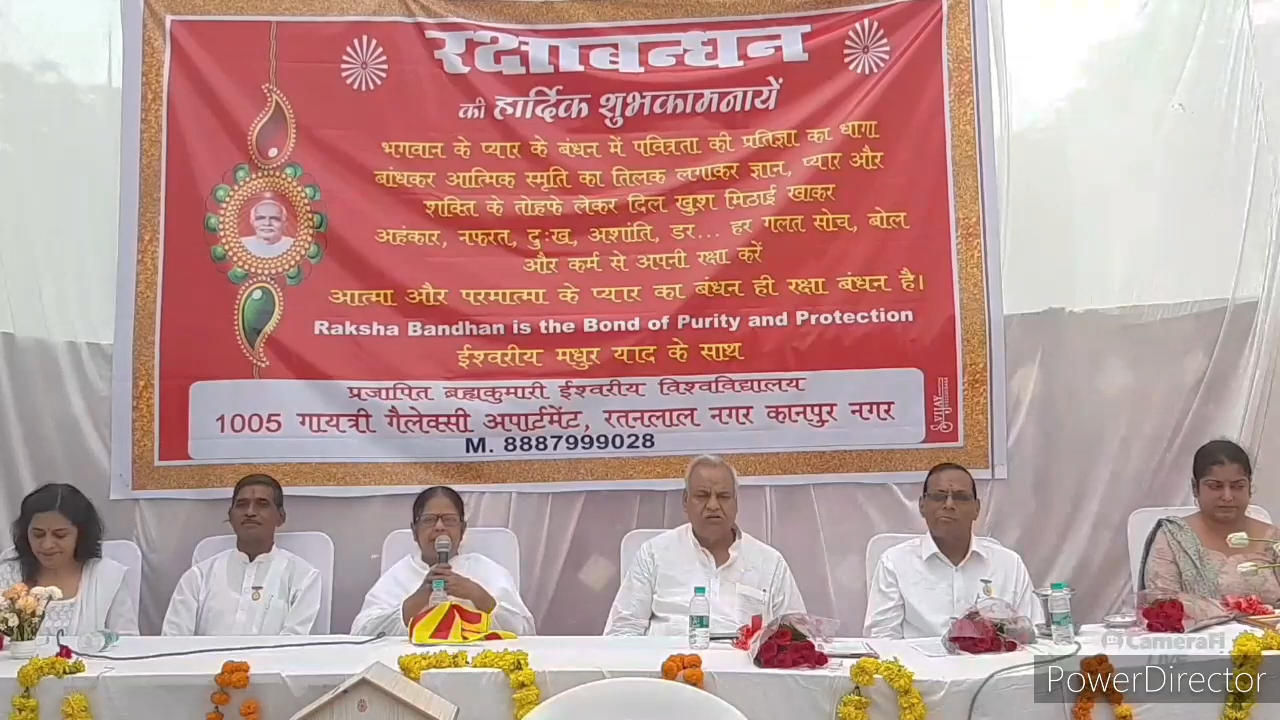 रक्षाबन्धन
की हार्दिक शुभकामनायें
भगवान के प्यार के बंधन में पवित्रता की प्रतिज्ञा का धागा
बांधकर आत्मिक स्मृति का तिलक लगाकर ज्ञान, प्यार और
शक्ति के तोहफे लेकर दिल खुश मिठाई खाकर
अहंकार, नफरत, दुःख, अशांति, डर... हर गलत सोच, बोल
और कर्म से अपनी रक्षा करें
आत्मा और परमात्मा के प्यार का बंधन ही रक्षा बंधन है।
Raksha Bandhan is the Bond of Purity and Protection
ईश्वरीय मधुर याद के साथ
प्रजापित ब्रह्मकुमारी ईश्वरीय विश्वविद्यालय
1005 गायत्री गैलेक्सी अपार्टमेंट, रतनलाल नगर कानपुर नगर
M. 8887999028
VIJAY
CameraFi
LIVE
PowerDirector